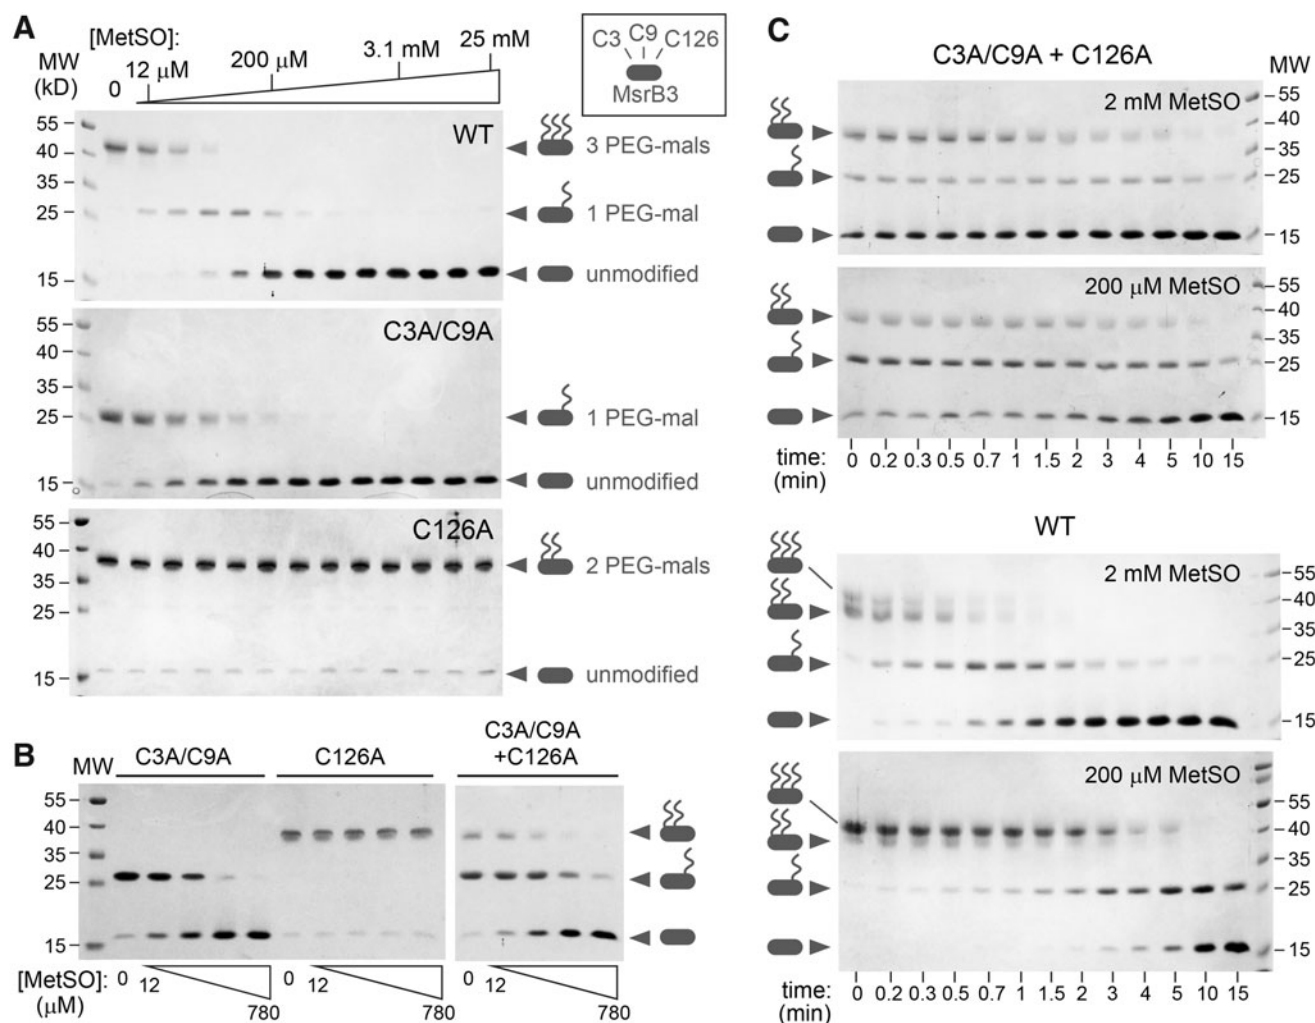 A
[MetSO]:
MW
(kD)
0
12 μM
200 μM
3.1 mM
25 mM
C3
C9
C126
MsrB3
WT
55
40
35
25
15
3 PEG-mals
1 PEG-mal
unmodified
C3A/C9A
55
40
35
25
15
1 PEG-mal
unmodified
C126A
55
40
35
25
15
2 PEG-mals
unmodified
B
MW
C3A/C9A
C126A
C3A/C9A
+C126A
55
40
35
25
15
[MetSO]:
(μM)
0
12
780
0
12
780
0
12
780
C
C3A/C9A + C126A
MW
2 mM MetSO
55
40
35
25
15
200 μM MetSO
55
40
35
25
15
time:
(min)
0 0.2 0.3 0.5 0.7 1 1.5 2 3 4 5 10 15
WT
2 mM MetSO
55
40
35
25
15
200 μM MetSO
55
40
35
25
15
time:
(min)
0 0.2 0.3 0.5 0.7 1 1.5 2 3 4 5 10 15